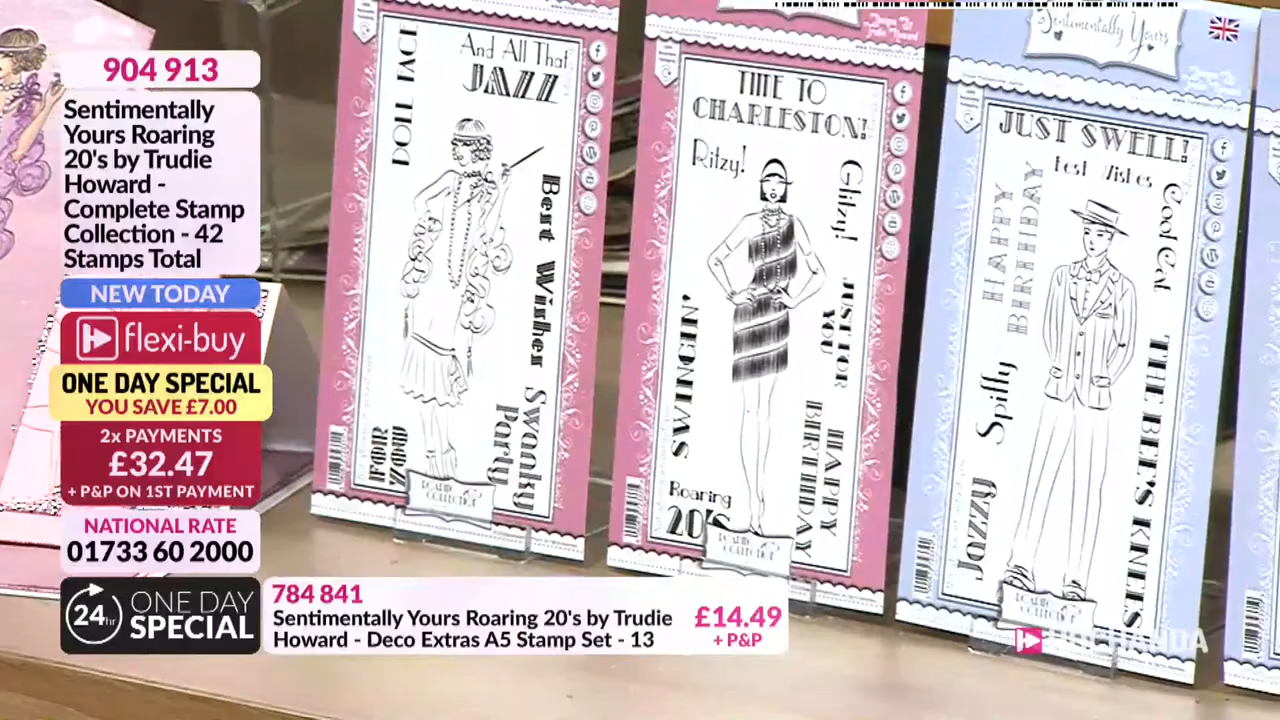 904 913
Sentimentally
Yours Roaring
20's by Trudie
Howard -
Complete Stamp
Collection - 42
Stamps Total
NEW TODAY
flexi-buy
ONE DAY SPECIAL
YOU SAVE £7.00
2x PAYMENTS
£32.47
+ P&P ON 1ST PAYMENT
NATIONAL RATE
01733 60 2000
24hr
ONE DAY
SPECIAL
784 841
Sentimentally Yours Roaring 20's by Trudie
Howard - Deco Extras A5 Stamp Set - 13
£14.49
+ P&P
DOLL FACE
And All That
JAZZ
Best Wishes
Swanky
Party
FOR
YOU
TIME TO
CHARLESTON!
Ritzy!
Glitzy!
JUST FOR
YOU
SWINGIN'
HAPPY
BIRTHDAY
Roaring
20's
Sentimentally Yours
JUST SWELL!
Best Wishes
HAPPY
BIRTHDAY
Cool Cat
Spiffy
Jazzy
THE BEE'S KNEES
HOCHANDA